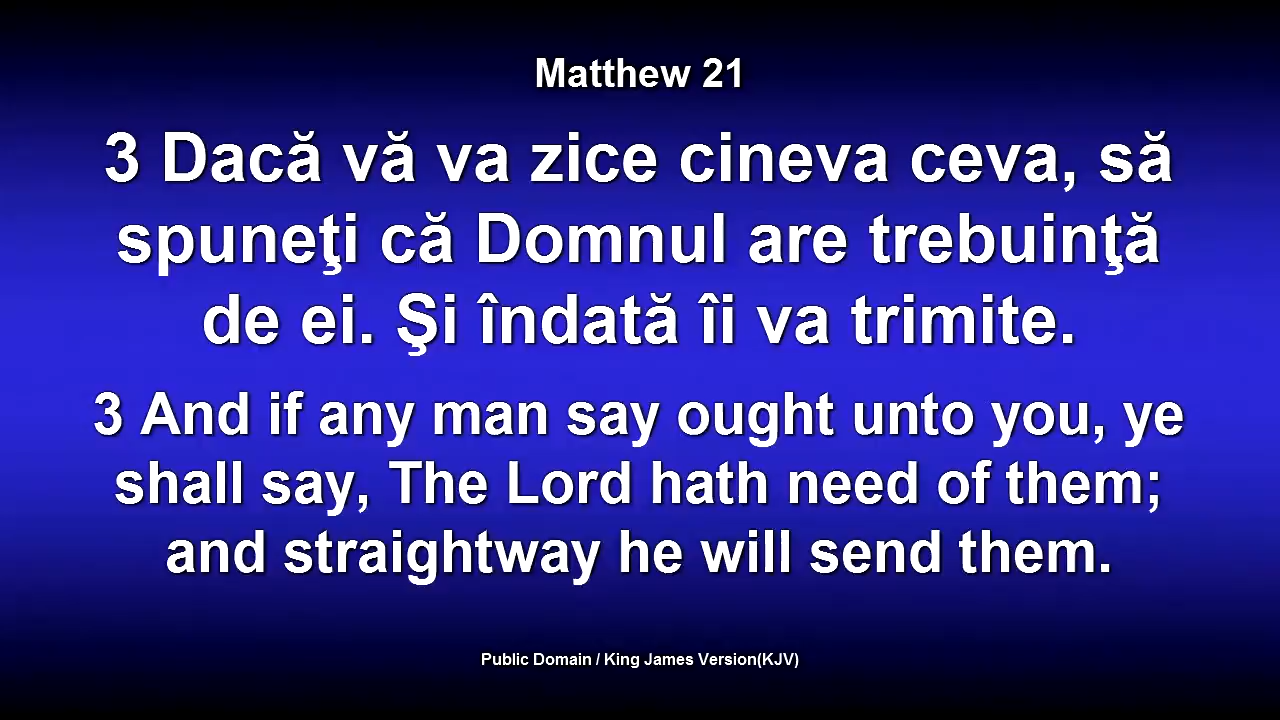 Matthew 21
3 Dacă vă va zice cineva ceva, să
spuneţi că Domnul are trebuinţă
de ei. Şi îndată îi va trimite.
3 And if any man say ought unto you, ye
shall say, The Lord hath need of them;
and straightway he will send them.
Public Domain / King James Version(KJV)